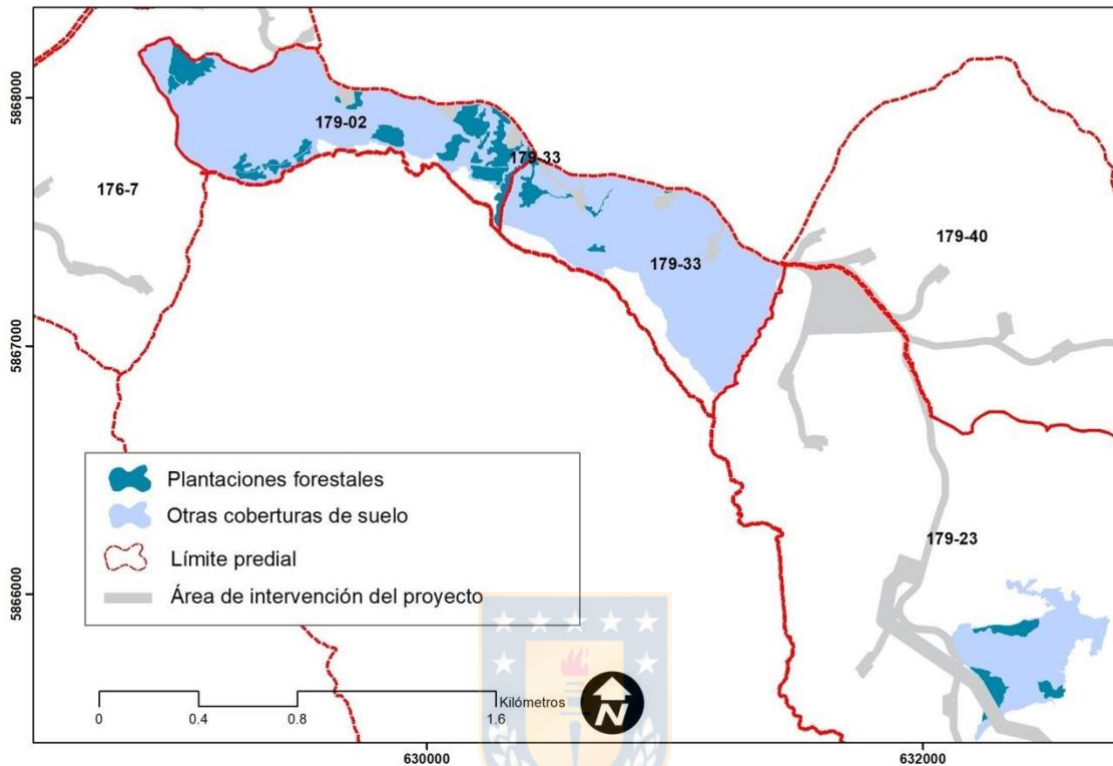 5868000
5867000
5866000
179-02
179-33
176-7
179-33
179-40
179-23
Plantaciones forestales
Otras coberturas de suelo
Límite predial
Área de intervención del proyecto
Kilómetros
0 0.4 0.8 1.6
N
630000 632000